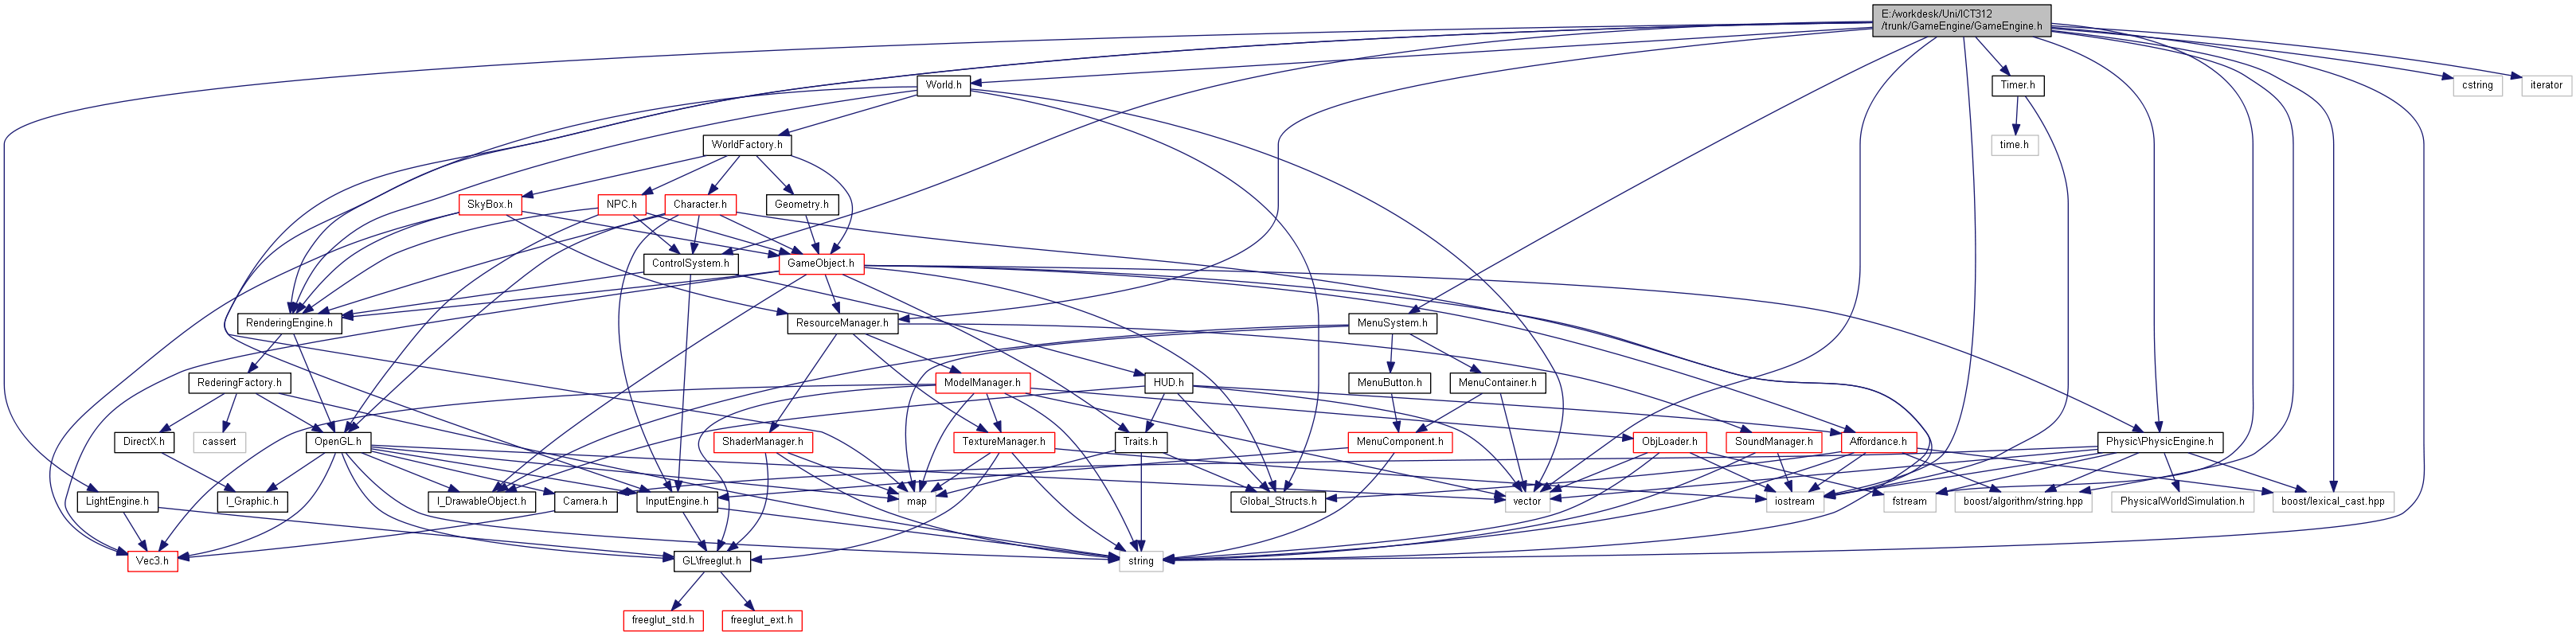 E:/workdesk/Uni/ICT312
/trunk/GameEngine/GameEngine.h
World.h
Timer.h
cstring
iterator
WorldFactory.h
time.h
SkyBox.h
NPC.h
Character.h
Geometry.h
ControlSystem.h
GameObject.h
RenderingEngine.h
ResourceManager.h
MenuSystem.h
RederingFactory.h
ModelManager.h
HUD.h
MenuButton.h
MenuContainer.h
DirectX.h
cassert
OpenGL.h
ShaderManager.h
TextureManager.h
Traits.h
MenuComponent.h
ObjLoader.h
SoundManager.h
Affordance.h
Physic\PhysicEngine.h
LightEngine.h
I_Graphic.h
I_DrawableObject.h
Camera.h
InputEngine.h
map
Global_Structs.h
vector
iostream
fstream
boost/algorithm/string.hpp
PhysicalWorldSimulation.h
boost/lexical_cast.hpp
Vec3.h
GL\freeglut.h
string
freeglut_std.h
freeglut_ext.h